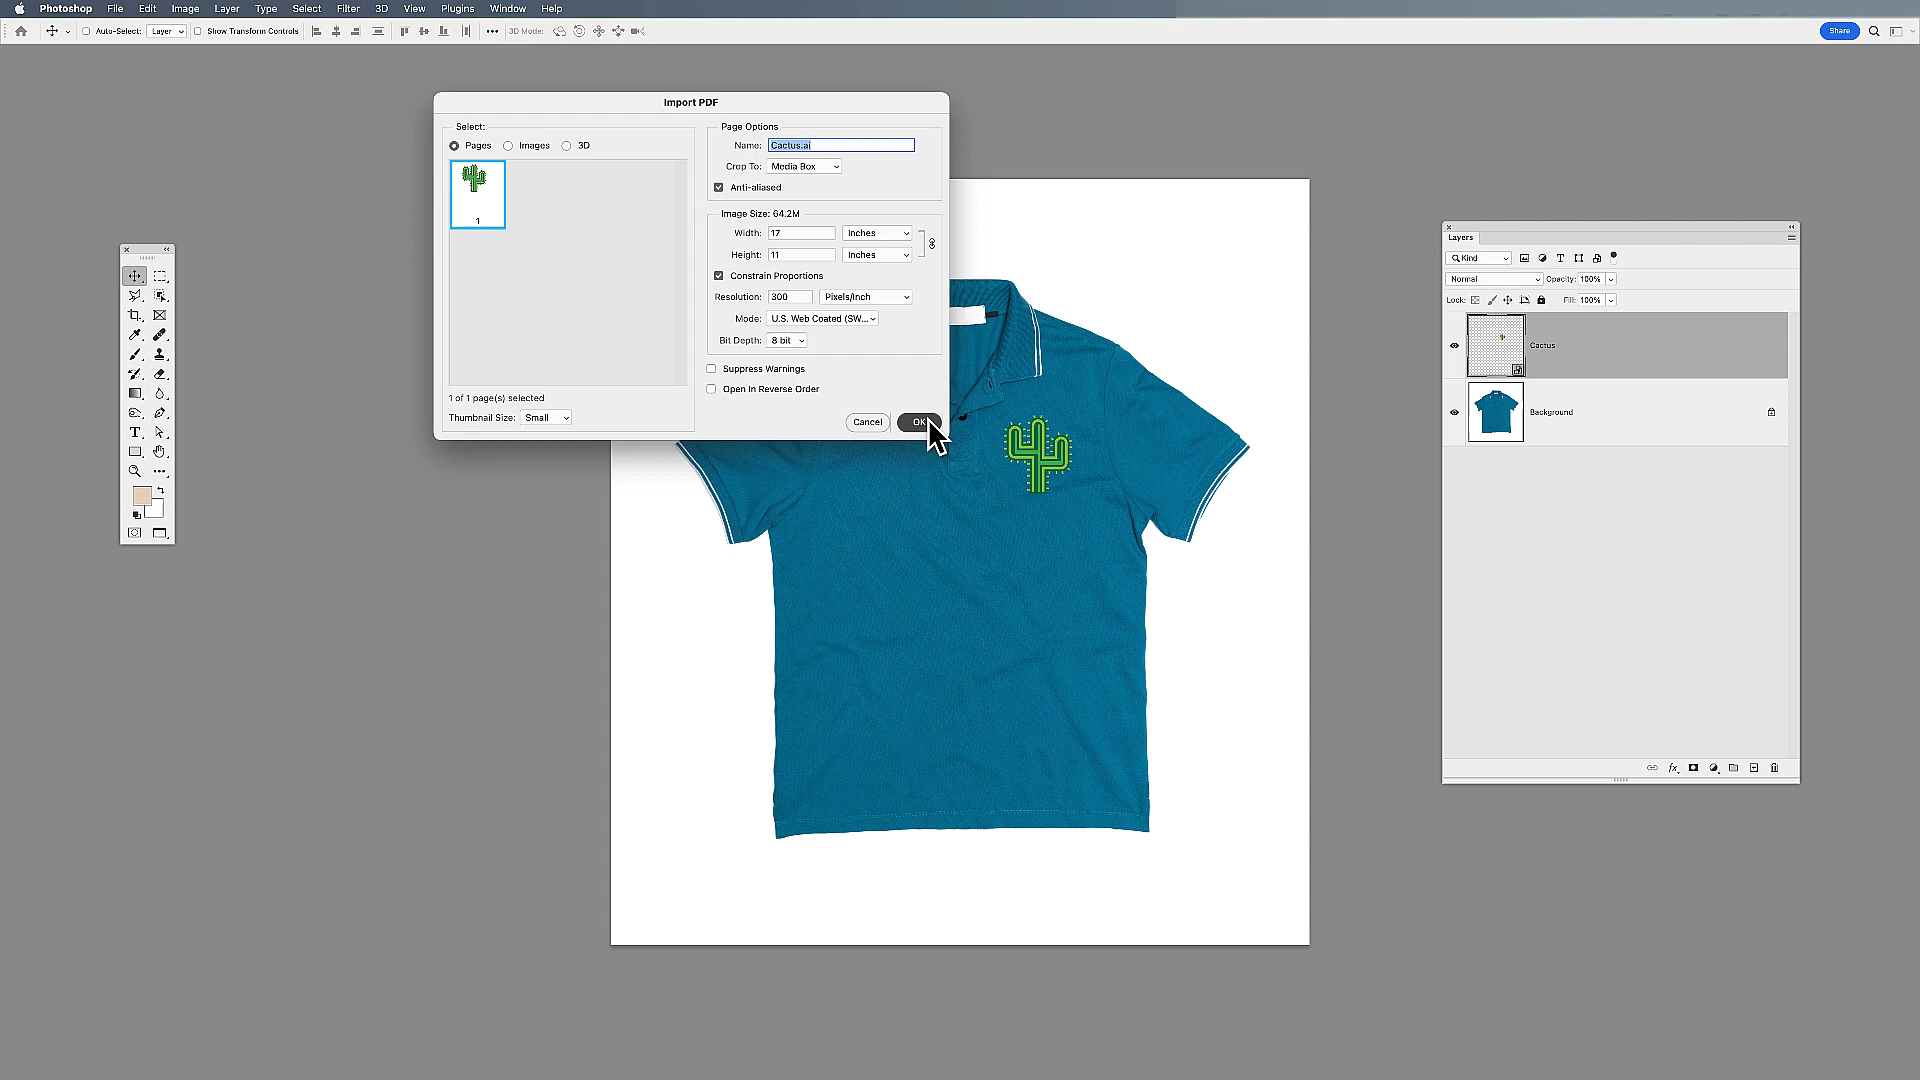 Photoshop File Edit Image Layer Type Select Filter 3D View Plugins Window Help
Auto-Select: Layer Show Transform Controls 3D Mode: Share
Import PDF
Select:
Pages Images 3D
1
1 of 1 page(s) selected
Thumbnail Size: Small
Page Options
Name: Cactus.ai
Crop To: Media Box
Anti-aliased
Image Size: 64.2M
Width: 17 Inches
Height: 11 Inches
Constrain Proportions
Resolution: 300 Pixels/Inch
Mode: U.S. Web Coated (SW...
Bit Depth: 8 bit
Suppress Warnings
Open In Reverse Order
Cancel OK
Layers
Kind
Normal Opacity: 100%
Lock: Fill: 100%
Cactus
Background